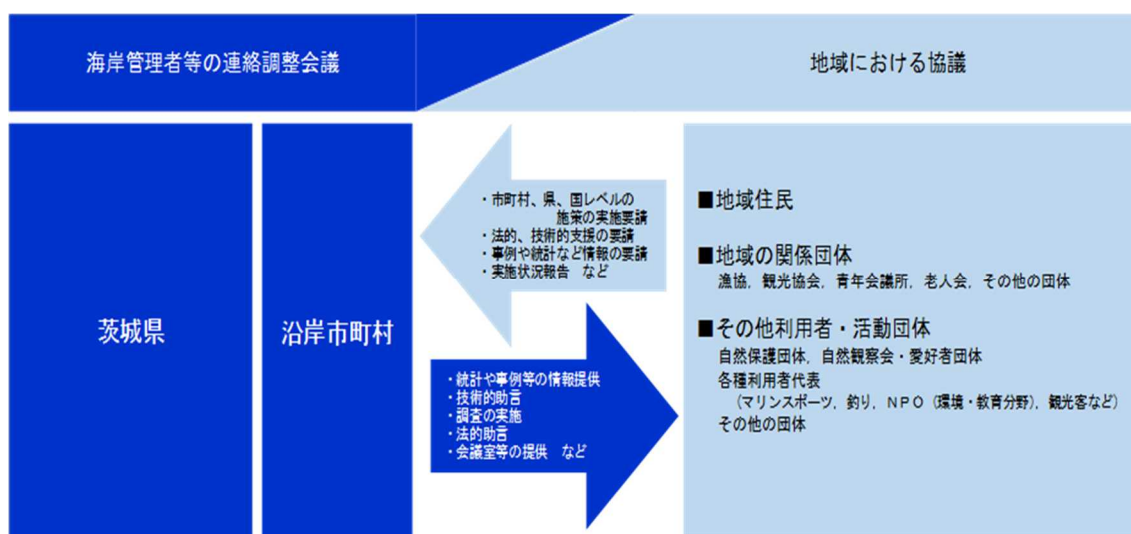 海岸管理者等の連絡調整会議
地域における協議
茨城県
沿岸市町村
・市町村、県、国レベルの
施策の実施要請
・法的、技術的支援の要請
・事例や統計など情報の要請
・実施状況報告 など
・統計や事例等の情報提供
・技術的助言
・調査の実施
・法的助言
・会議室等の提供 など
■地域住民
■地域の関係団体
漁協，観光協会，青年会議所，老人会，その他の団体
■その他利用者・活動団体
自然保護団体，自然観察会・愛好者団体
各種利用者代表
（マリンスポーツ，釣り，ＮＰＯ（環境・教育分野），観光客など）
その他の団体